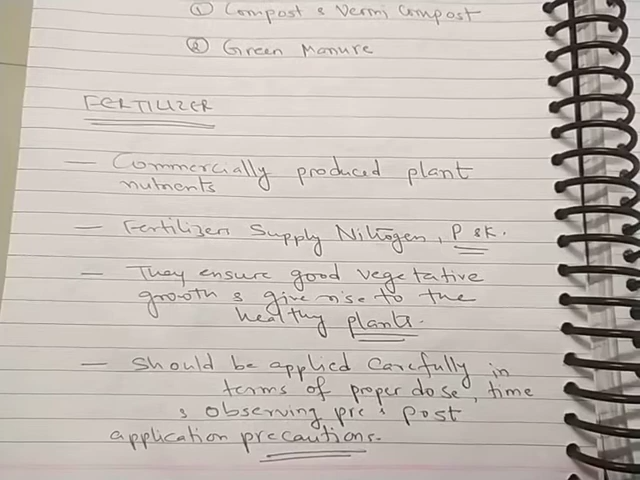 ① Compost & Vermi Compost
② Green Manure
FERTILIZER
— Commercially produced plant
nutrients
— Fertilizers Supply Nitrogen, P & K.
— They ensure good vegetative
growth & give rise to the
healthy plants.
— Should be applied carefully in
terms of proper dose, time
& observing pre & post
application precautions.